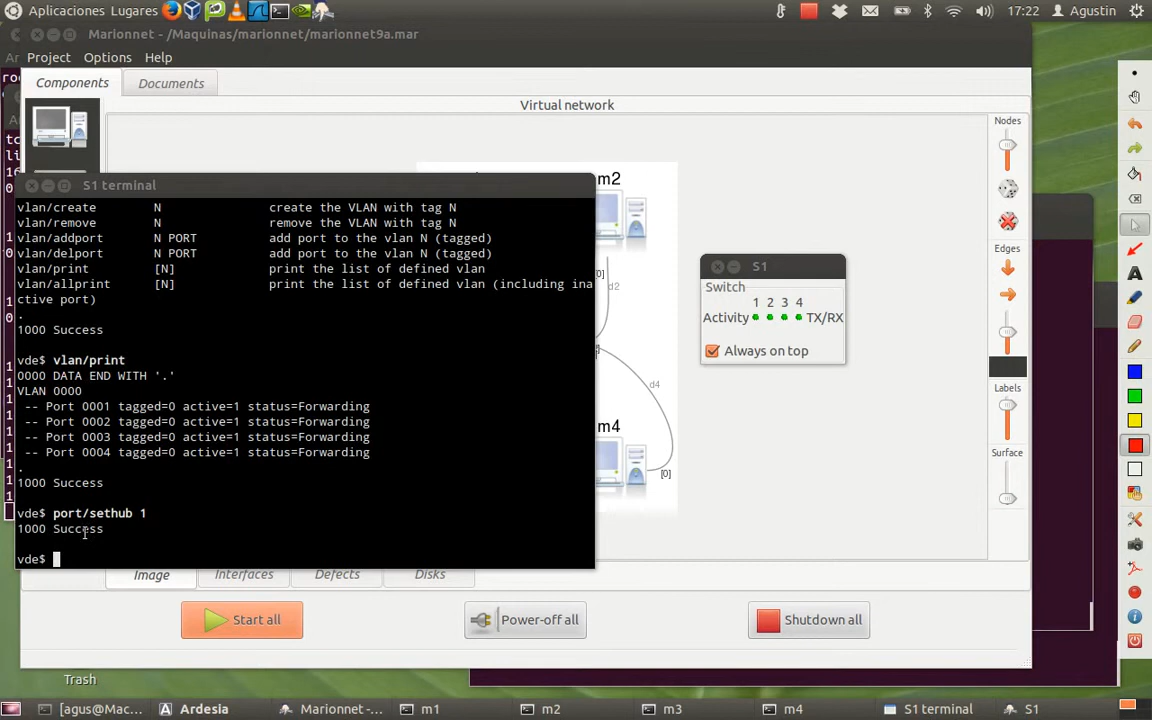 Aplicaciones Lugares
17:22
Agustin
Marionnet - /Maquinas/marionnet/marionnet9a.mar
Project Options Help
Components Documents
Virtual network
Nodes
Edges
Labels
Surface
m2
[0]
d2
d4
m4
[0]
S1 terminal
vlan/create N create the VLAN with tag N
vlan/remove N remove the VLAN with tag N
vlan/addport N PORT add port to the vlan N (tagged)
vlan/delport N PORT add port to the vlan N (tagged)
vlan/print [N] print the list of defined vlan
vlan/allprint [N] print the list of defined vlan (including ina
ctive port)
.
1000 Success
vde$ vlan/print
0000 DATA END WITH '.'
VLAN 0000
-- Port 0001 tagged=0 active=1 status=Forwarding
-- Port 0002 tagged=0 active=1 status=Forwarding
-- Port 0003 tagged=0 active=1 status=Forwarding
-- Port 0004 tagged=0 active=1 status=Forwarding
.
1000 Success
vde$ port/sethub 1
1000 Success
vde$
S1
Switch
1 2 3 4
Activity TX/RX
Always on top
Image Interfaces Defects Disks
Start all Power-off all Shutdown all
Trash
[agus@Mac... Ardesia Marionnet -... m1 m2 m3 m4 S1 terminal S1